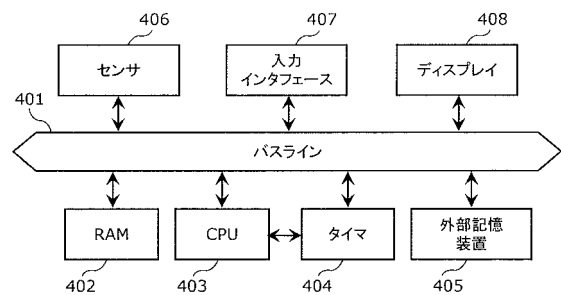 406
407
408
センサ
入力
インタフェース
ディスプレイ
401
バスライン
RAM
CPU
タイマ
外部記憶
装置
402
403
404
405